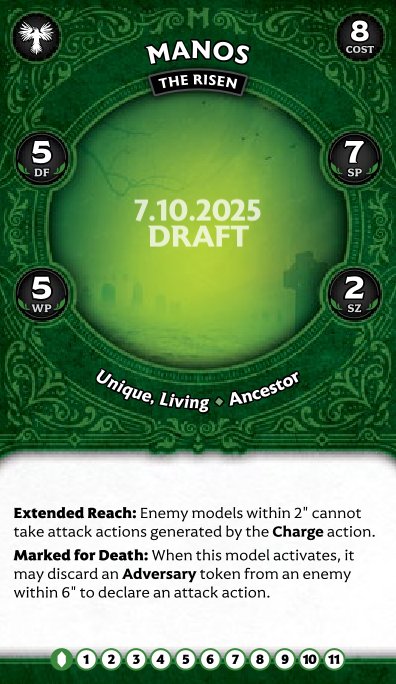 8
COST
MANOS
THE RISEN
5
DF
7
SP
7.10.2025
DRAFT
5
WP
2
SZ
Unique, Living ◆ Ancestor
Extended Reach: Enemy models within 2" cannot
take attack actions generated by the Charge action.
Marked for Death: When this model activates, it
may discard an Adversary token from an enemy
within 6" to declare an attack action.
1 2 3 4 5 6 7 8 9 10 11